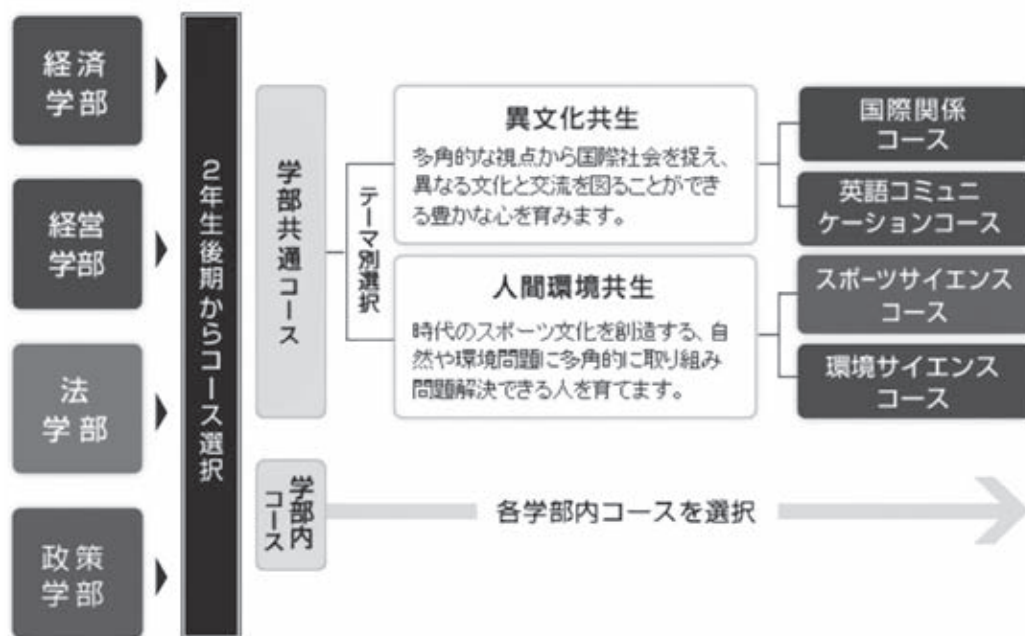 経済
学部
経営
学部
法
学部
政策
学部
2年生後期からコース選択
学部共通コース
テーマ別選択
異文化共生
多角的な視点から国際社会を捉え、
異なる文化と交流を図ることができ
る豊かな心を育みます。
人間環境共生
時代のスポーツ文化を創造する、自
然や環境問題に多角的に取り組み
問題解決できる人を育てます。
国際関係
コース
英語コミュニ
ケーションコース
スポーツサイエンス
コース
環境サイエンス
コース
学部内
コース
各学部内コースを選択